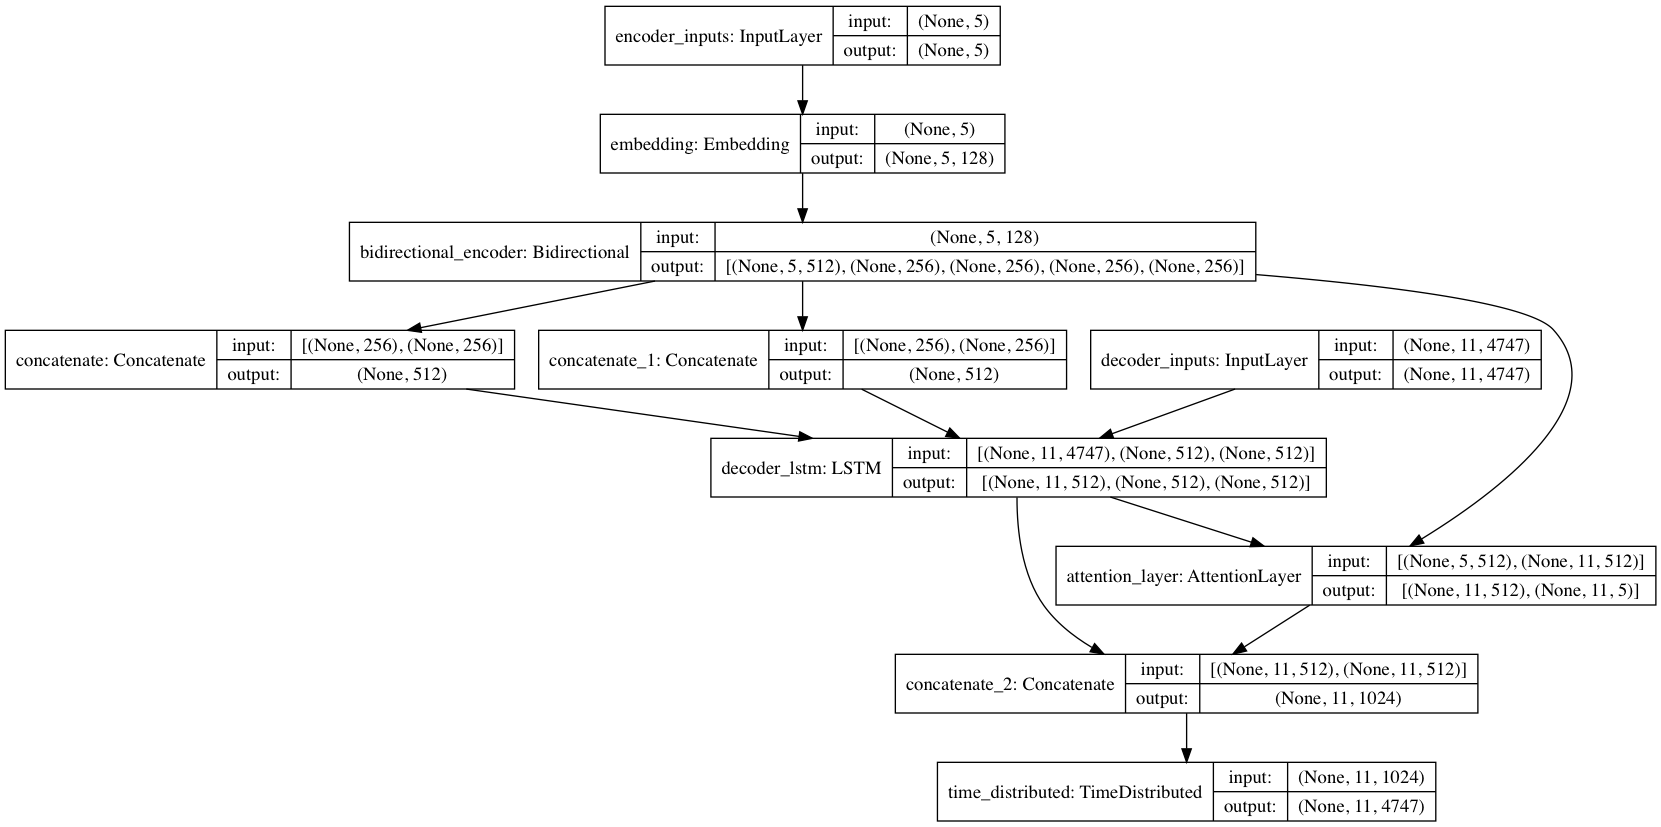 encoder_inputs: InputLayer
input: (None, 5)
output: (None, 5)
embedding: Embedding
input: (None, 5)
output: (None, 5, 128)
bidirectional_encoder: Bidirectional
input: (None, 5, 128)
output: [(None, 5, 512), (None, 256), (None, 256), (None, 256), (None, 256)]
concatenate: Concatenate
input: [(None, 256), (None, 256)]
output: (None, 512)
concatenate_1: Concatenate
input: [(None, 256), (None, 256)]
output: (None, 512)
decoder_inputs: InputLayer
input: (None, 11, 4747)
output: (None, 11, 4747)
decoder_lstm: LSTM
input: [(None, 11, 4747), (None, 512), (None, 512)]
output: [(None, 11, 512), (None, 512), (None, 512)]
attention_layer: AttentionLayer
input: [(None, 5, 512), (None, 11, 512)]
output: [(None, 11, 512), (None, 11, 5)]
concatenate_2: Concatenate
input: [(None, 11, 512), (None, 11, 512)]
output: (None, 11, 1024)
time_distributed: TimeDistributed
input: (None, 11, 1024)
output: (None, 11, 4747)